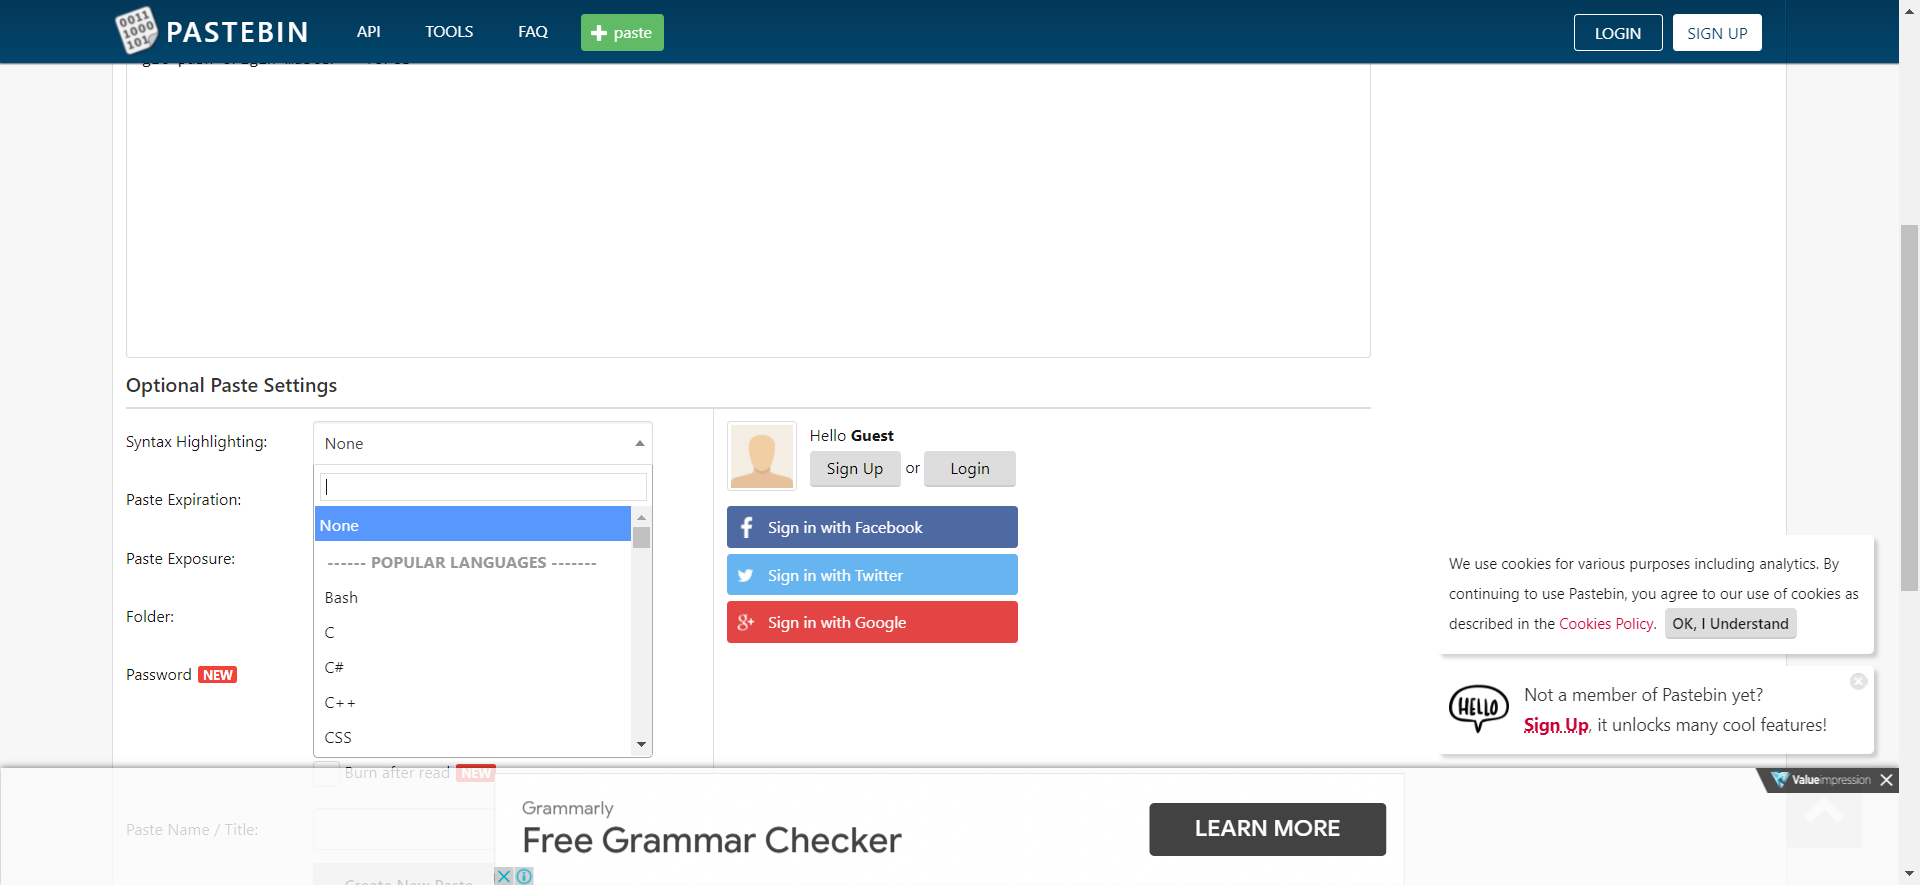 0011
1000
101
PASTEBIN
API
TOOLS
FAQ
paste
LOGIN
SIGN UP
Optional Paste Settings
Syntax Highlighting:
None
None
------ POPULAR LANGUAGES -------
Bash
C
C#
C++
CSS
Paste Expiration:
Paste Exposure:
Folder:
Password NEW
Burn after read NEW
Paste Name / Title:
Create New Paste
Hello Guest
Sign Up or Login
Sign in with Facebook
Sign in with Twitter
Sign in with Google
We use cookies for various purposes including analytics. By
continuing to use Pastebin, you agree to our use of cookies as
described in the Cookies Policy. OK, I Understand
HELLO
Not a member of Pastebin yet?
Sign Up, it unlocks many cool features!
Valueimpression
Grammarly
Free Grammar Checker
LEARN MORE